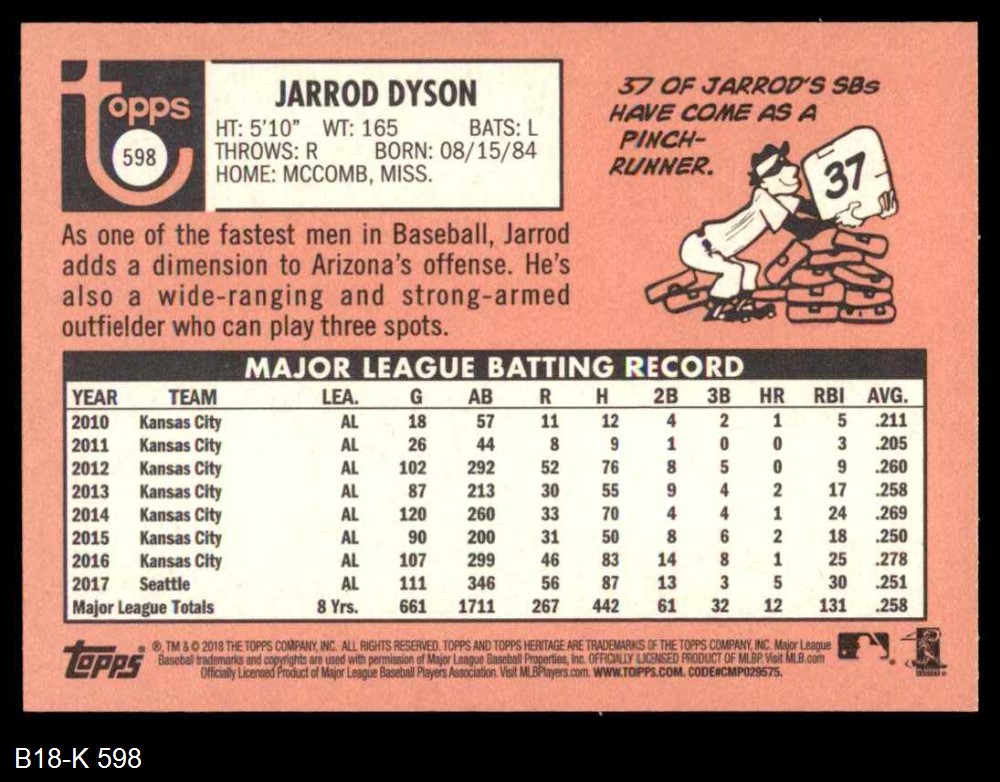 Topps
598
JARROD DYSON
HT: 5'10" WT: 165 BATS: L
THROWS: R BORN: 08/15/84
HOME: MCCOMB, MISS.
37 OF JARROD'S SBs
HAVE COME AS A
PINCH-
RUNNER.
37
As one of the fastest men in Baseball, Jarrod
adds a dimension to Arizona's offense. He's
also a wide-ranging and strong-armed
outfielder who can play three spots.
MAJOR LEAGUE BATTING RECORD
YEAR TEAM LEA. G AB R H 2B 3B HR RBI AVG.
2010 Kansas City AL 18 57 11 12 4 2 1 5 .211
2011 Kansas City AL 26 44 8 9 1 0 0 3 .205
2012 Kansas City AL 102 292 52 76 8 5 0 9 .260
2013 Kansas City AL 87 213 30 55 9 4 2 17 .258
2014 Kansas City AL 120 260 33 70 4 4 1 24 .269
2015 Kansas City AL 90 200 31 50 8 6 2 18 .250
2016 Kansas City AL 107 299 46 83 14 8 1 25 .278
2017 Seattle AL 111 346 56 87 13 3 5 30 .251
Major League Totals 8 Yrs. 661 1711 267 442 61 32 12 131 .258
Topps ®, TM & © 2018 THE TOPPS COMPANY, INC. ALL RIGHTS RESERVED. TOPPS AND TOPPS HERITAGE ARE TRADEMARKS OF THE TOPPS COMPANY, INC. Major League
Baseball trademarks and copyrights are used with permission of Major League Baseball Properties, Inc. OFFICIALLY LICENSED PRODUCT OF MLBP. Visit MLB.com
Officially Licensed Product of Major League Baseball Players Association. Visit MLBPlayers.com. WWW.TOPPS.COM. CODE#CMP029575.
B18-K 598